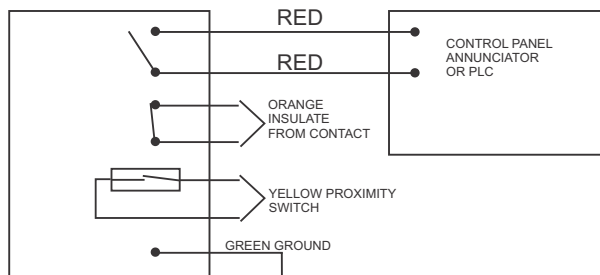 RED
RED
CONTROL PANEL
ANNUNCIATOR
OR PLC
ORANGE
INSULATE
FROM CONTACT
YELLOW PROXIMITY
SWITCH
GREEN GROUND